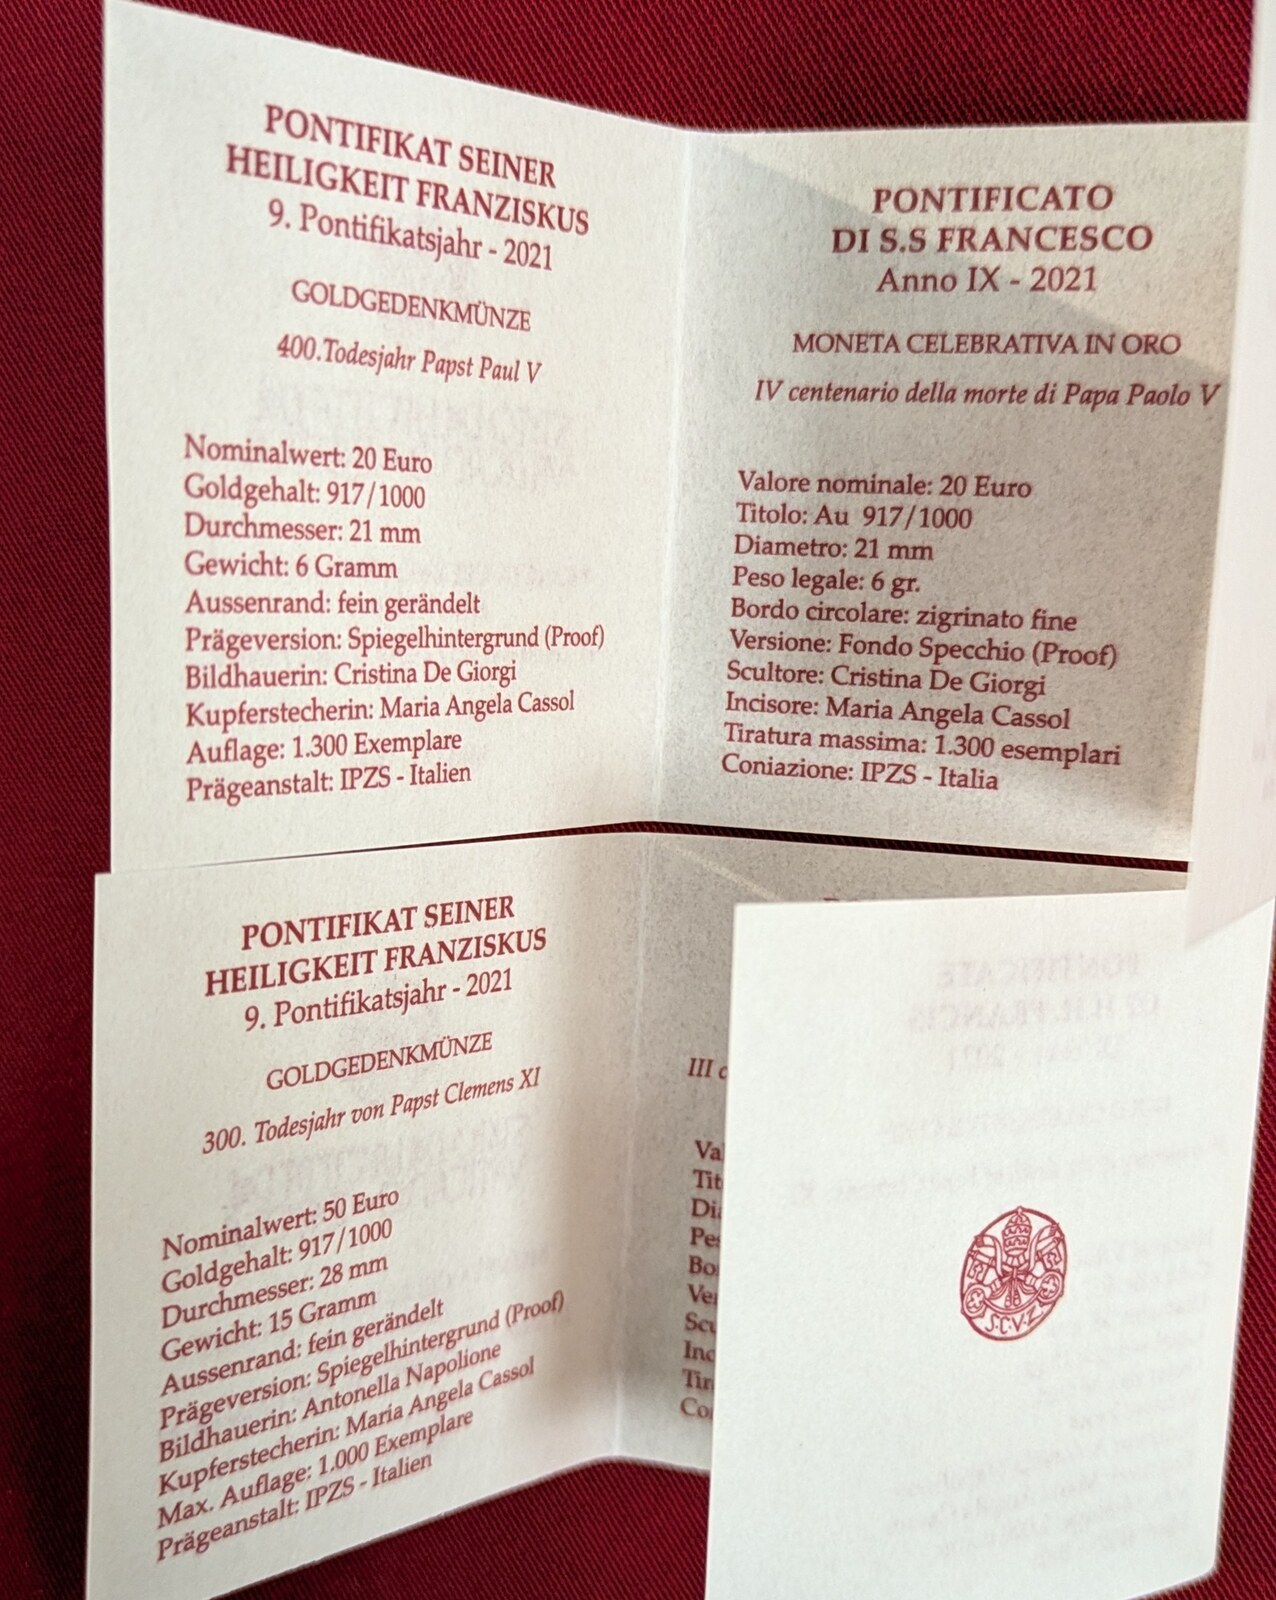 PONTIFIKAT SEINER
HEILIGKEIT FRANZISKUS
9. Pontifikatsjahr - 2021
GOLDGEDENKMÜNZE
400.Todesjahr Papst Paul V
Nominalwert: 20 Euro
Goldgehalt: 917/1000
Durchmesser: 21 mm
Gewicht: 6 Gramm
Aussenrand: fein gerändelt
Prägeversion: Spiegelhintergrund (Proof)
Bildhauerin: Cristina De Giorgi
Kupferstecherin: Maria Angela Cassol
Auflage: 1.300 Exemplare
Prägeanstalt: IPZS - Italien
PONTIFICATO
DI S.S FRANCESCO
Anno IX - 2021
MONETA CELEBRATIVA IN ORO
IV centenario della morte di Papa Paolo V
Valore nominale: 20 Euro
Titolo: Au 917/1000
Diametro: 21 mm
Peso legale: 6 gr.
Bordo circolare: zigrinato fine
Versione: Fondo Specchio (Proof)
Scultore: Cristina De Giorgi
Incisore: Maria Angela Cassol
Tiratura massima: 1.300 esemplari
Coniazione: IPZS - Italia
PONTIFIKAT SEINER
HEILIGKEIT FRANZISKUS
9. Pontifikatsjahr - 2021
GOLDGEDENKMÜNZE
300. Todesjahr von Papst Clemens XI
Nominalwert: 50 Euro
Goldgehalt: 917/1000
Durchmesser: 28 mm
Gewicht: 15 Gramm
Aussenrand: fein gerändelt
Prägeversion: Spiegelhintergrund (Proof)
Bildhauerin: Antonella Napolione
Kupferstecherin: Maria Angela Cassol
Max. Auflage: 1.000 Exemplare
Prägeanstalt: IPZS - Italien
III
S.C.V.Z.